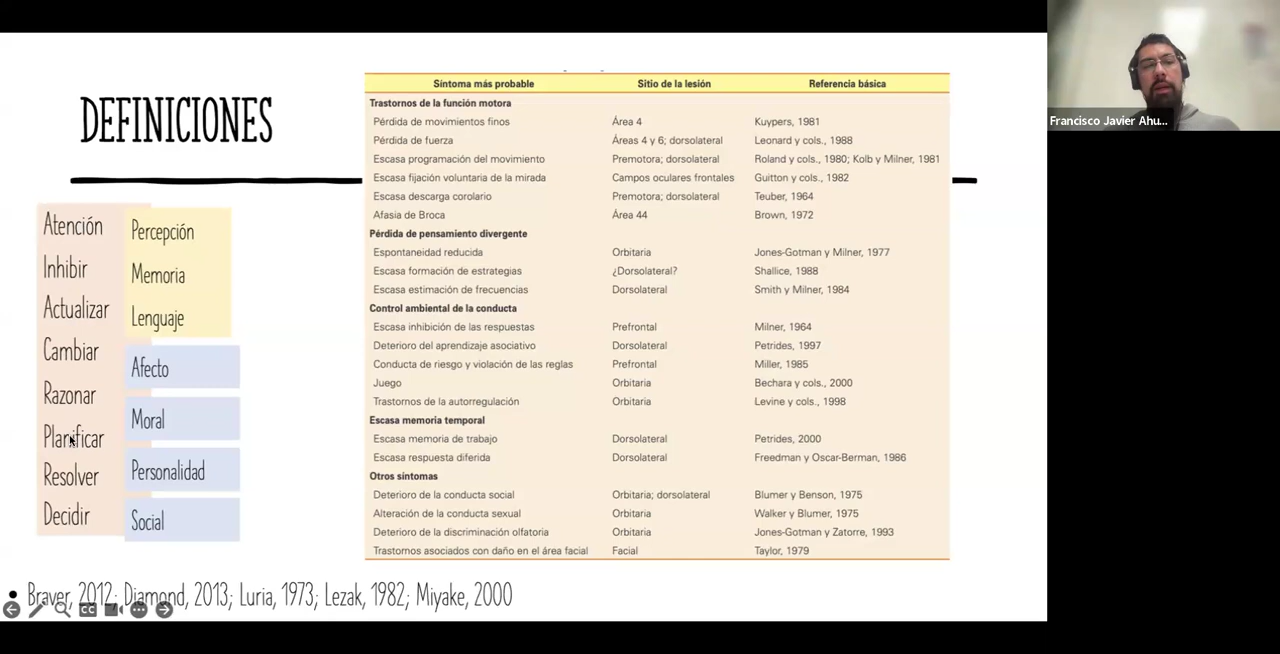 DEFINICIONES
Atención
Inhibir
Actualizar
Cambiar
Razonar
Planificar
Resolver
Decidir
Percepción
Memoria
Lenguaje
Afecto
Moral
Personalidad
Social
Síntoma más probable Sitio de la lesión Referencia básica
Trastornos de la función motora
Pérdida de movimientos finos Área 4 Kuypers, 1981
Pérdida de fuerza Áreas 4 y 6; dorsolateral Leonard y cols., 1988
Escasa programación del movimiento Premotora; dorsolateral Roland y cols., 1980; Kolb y Milner, 1981
Escasa fijación voluntaria de la mirada Campos oculares frontales Guitton y cols., 1982
Escasa descarga corolario Premotora; dorsolateral Teuber, 1964
Afasia de Broca Área 44 Brown, 1972
Pérdida de pensamiento divergente
Espontaneidad reducida Orbitaria Jones-Gotman y Milner, 1977
Escasa formación de estrategias ¿Dorsolateral? Shallice, 1988
Escasa estimación de frecuencias Dorsolateral Smith y Milner, 1984
Control ambiental de la conducta
Escasa inhibición de las respuestas Prefrontal Milner, 1964
Deterioro del aprendizaje asociativo Dorsolateral Petrides, 1997
Conducta de riesgo y violación de las reglas Prefrontal Miller, 1985
Juego Orbitaria Bechara y cols., 2000
Trastornos de la autorregulación Orbitaria Levine y cols., 1998
Escasa memoria temporal
Escasa memoria de trabajo Dorsolateral Petrides, 2000
Escasa respuesta diferida Dorsolateral Freedman y Oscar-Berman, 1986
Otros síntomas
Deterioro de la conducta social Orbitaria; dorsolateral Blumer y Benson, 1975
Alteración de la conducta sexual Orbitaria Walker y Blumer, 1975
Deterioro de la discriminación olfatoria Orbitaria Jones-Gotman y Zatorre, 1993
Trastornos asociados con daño en el área facial Facial Taylor, 1979
• Braver, 2012; Diamond, 2013; Luria, 1973; Lezak, 1982; Miyake, 2000
CC
Francisco Javier Ahu...